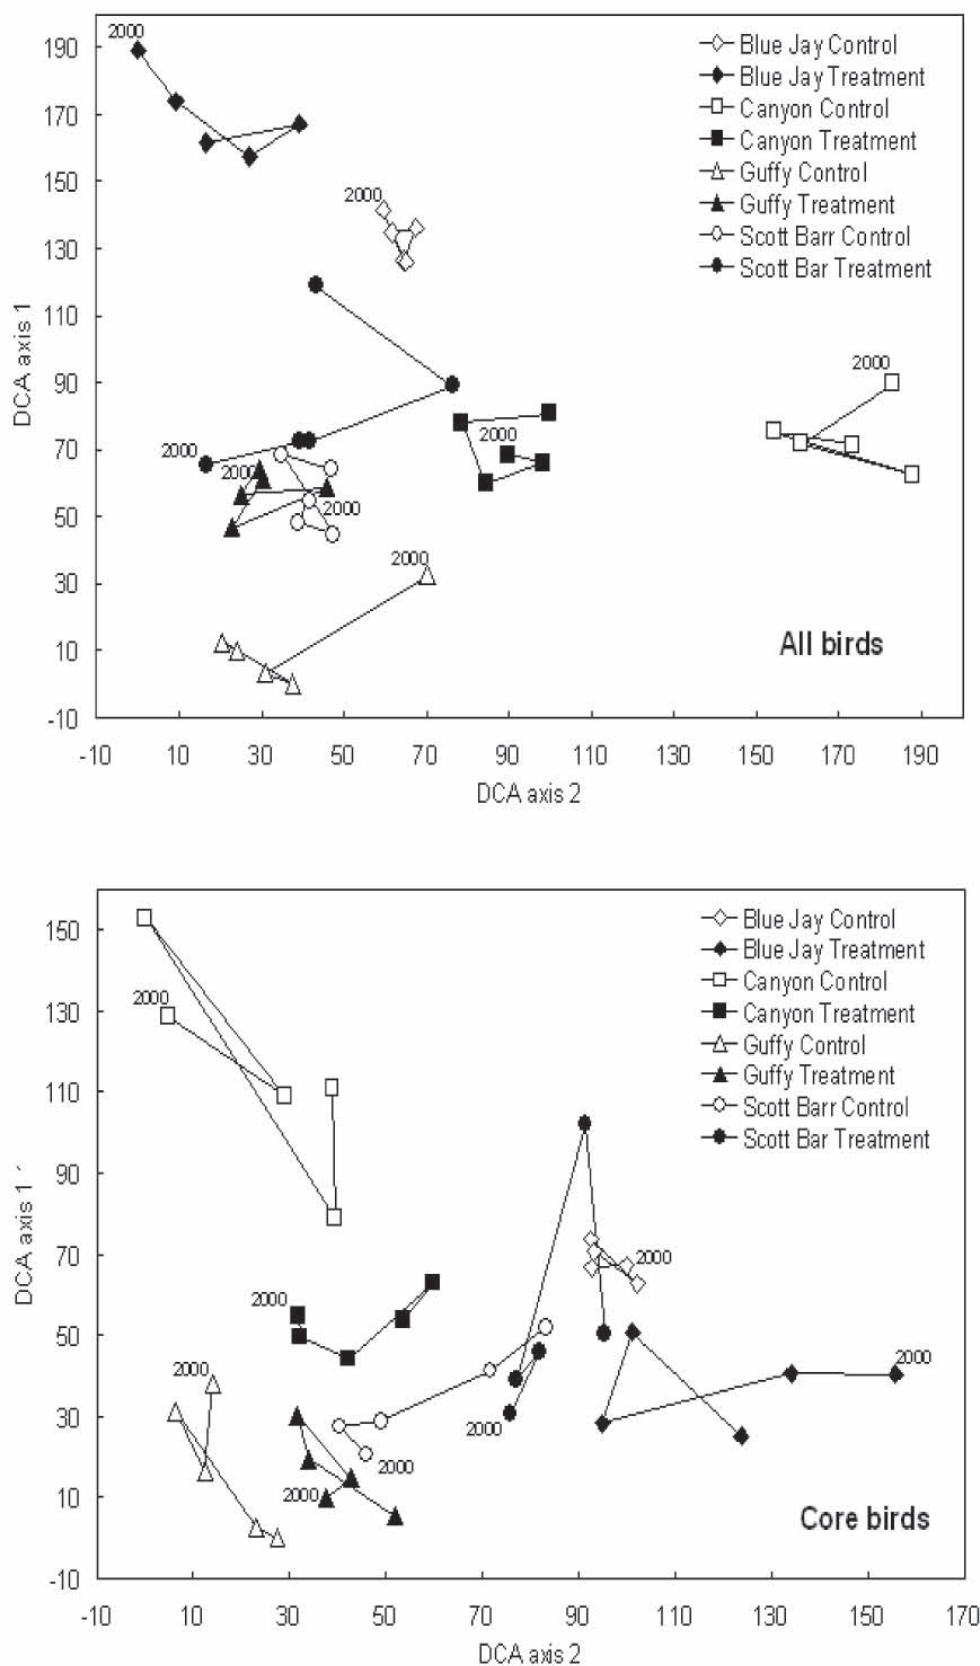 190
170
150
130
110
90
70
50
30
10
-10
DCA axis 1
2000
2000
2000
2000
2000
2000
2000
2000
Blue Jay Control
Blue Jay Treatment
Canyon Control
Canyon Treatment
Guffy Control
Guffy Treatment
Scott Barr Control
Scott Bar Treatment
All birds
-10 10 30 50 70 90 110 130 150 170 190
DCA axis 2
150
130
110
90
70
50
30
10
-10
DCA axis 1
2000
2000
2000
2000
2000
2000
2000
2000
Blue Jay Control
Blue Jay Treatment
Canyon Control
Canyon Treatment
Guffy Control
Guffy Treatment
Scott Barr Control
Scott Bar Treatment
Core birds
-10 10 30 50 70 90 110 130 150 170
DCA axis 2